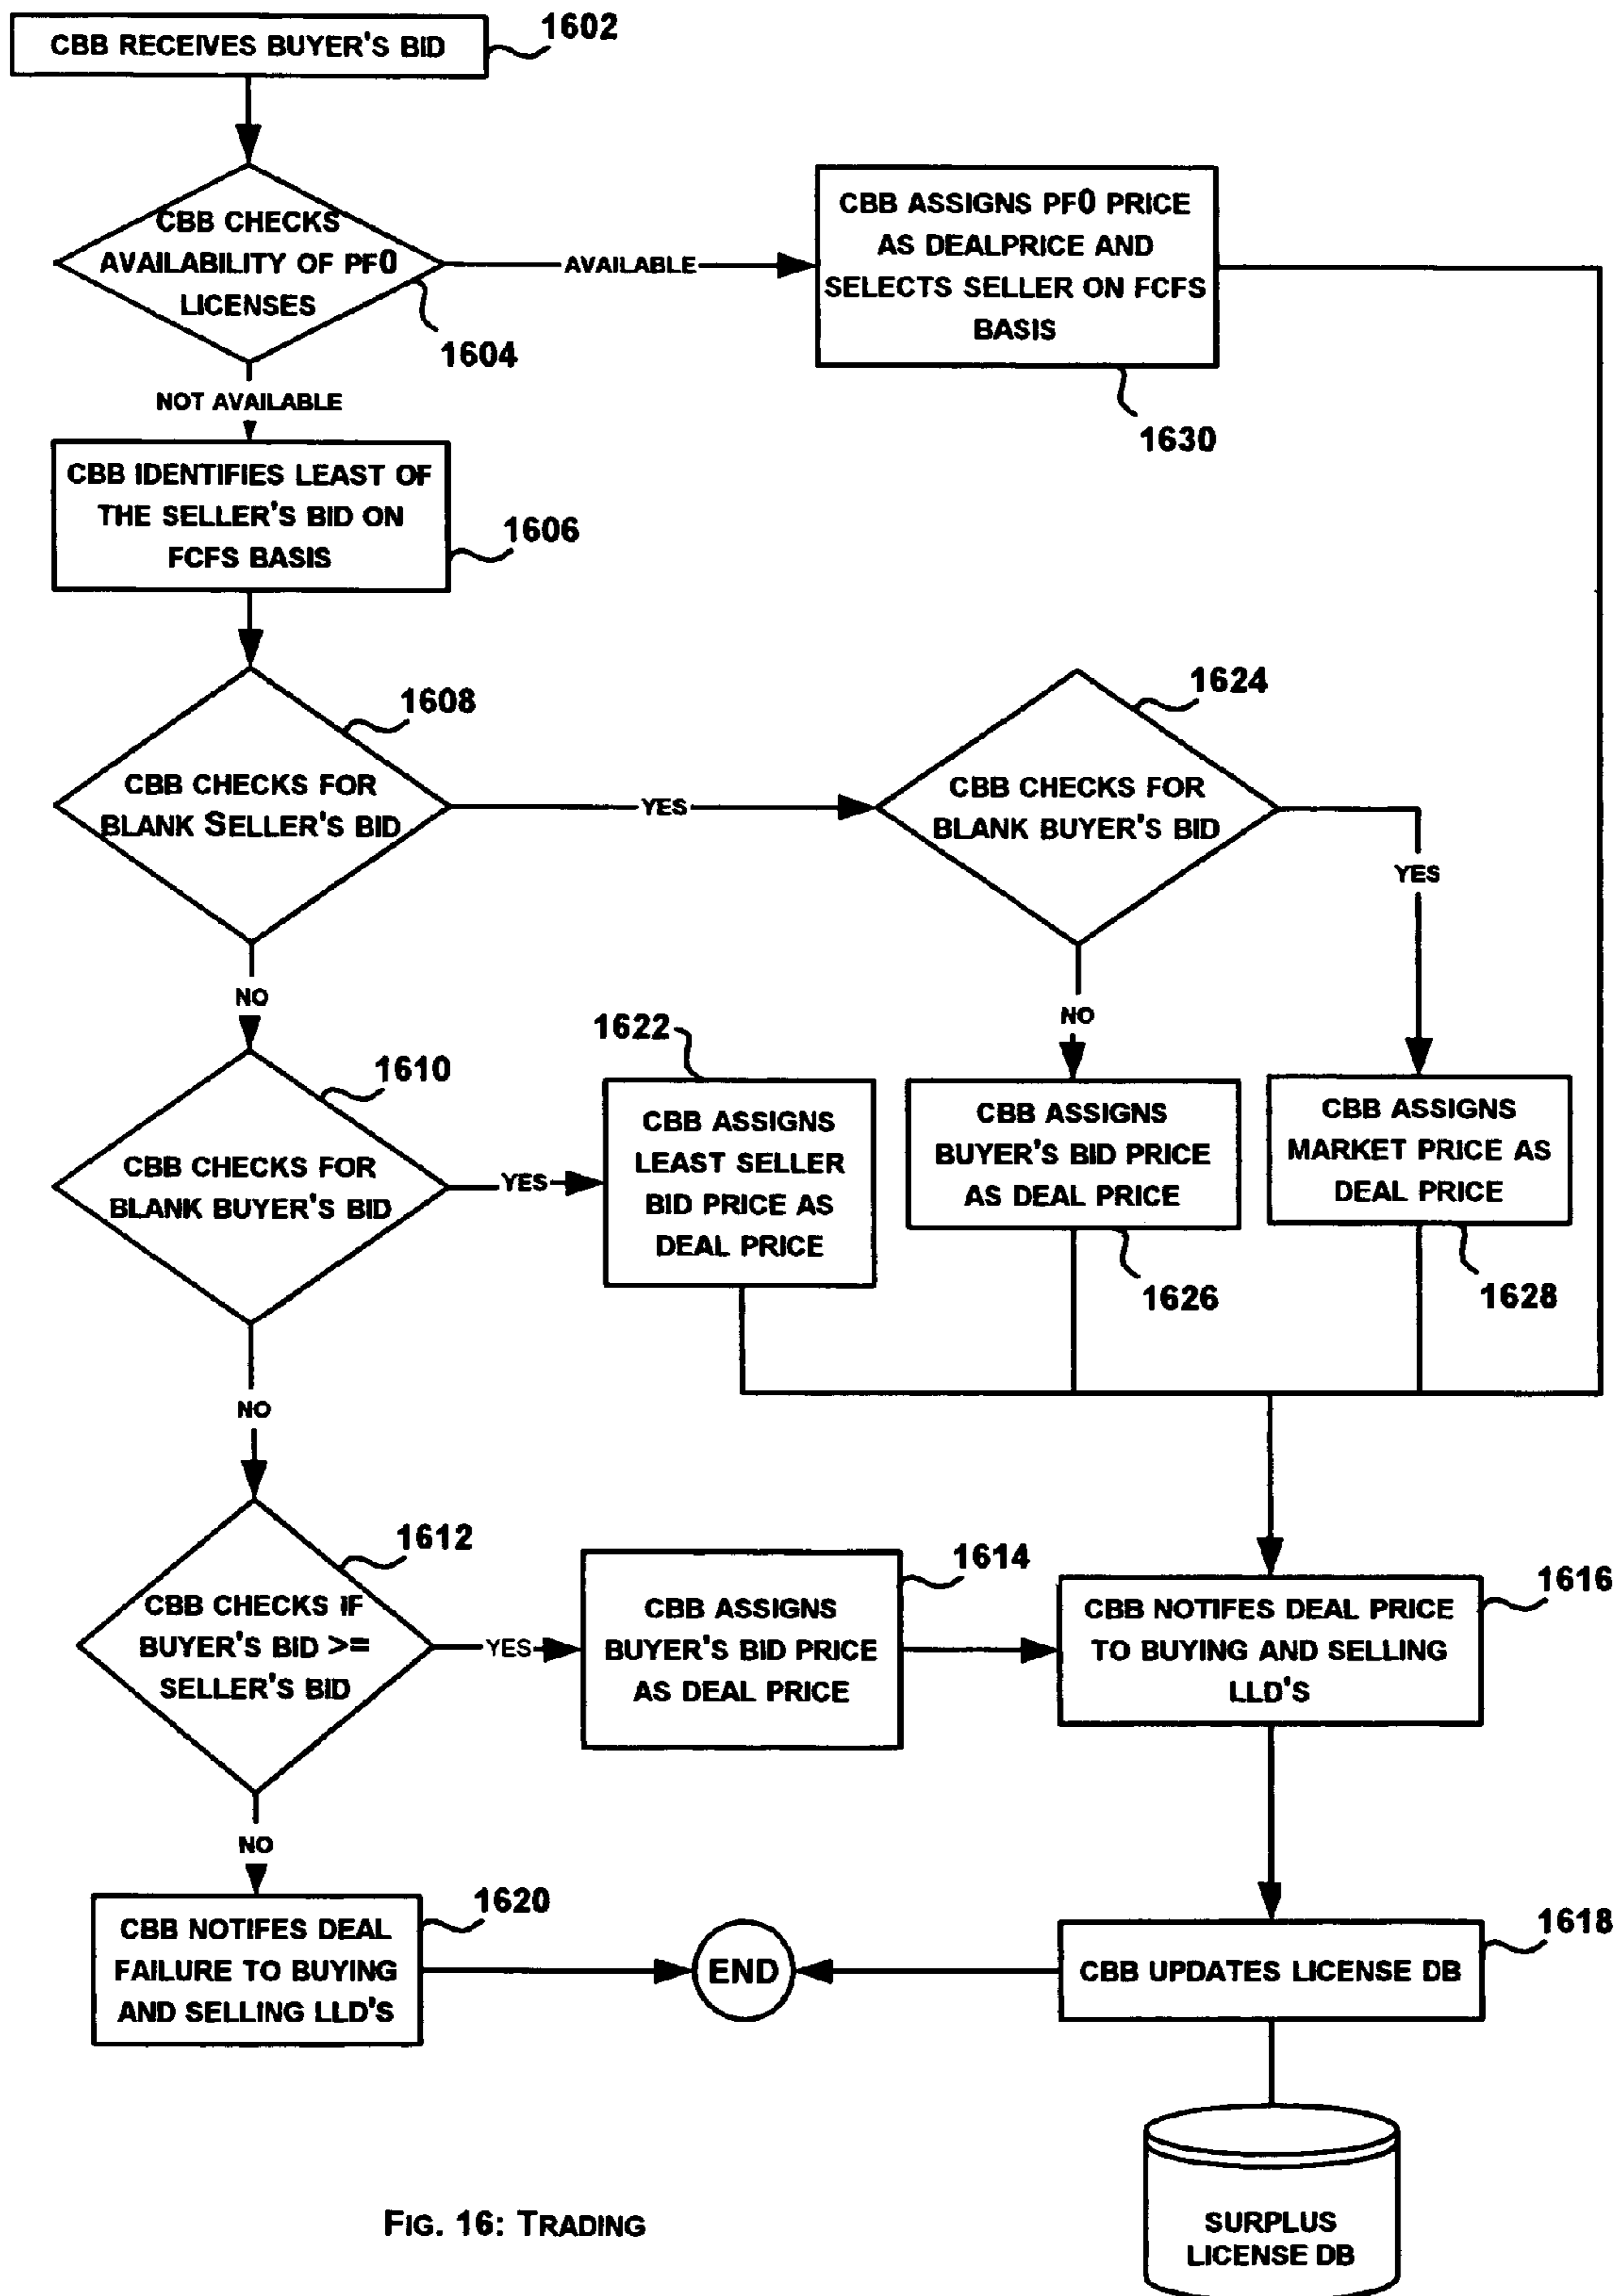 CBB RECEIVES BUYER'S BID
1602
CBB CHECKS
AVAILABILITY OF PF0
LICENSES
1604
AVAILABLE
CBB ASSIGNS PF0 PRICE
AS DEALPRICE AND
SELECTS SELLER ON FCFS
BASIS
1630
NOT AVAILABLE
CBB IDENTIFIES LEAST OF
THE SELLER'S BID ON
FCFS BASIS
1606
1608
CBB CHECKS FOR
BLANK SELLER'S BID
YES
1624
CBB CHECKS FOR
BLANK BUYER'S BID
YES
NO
NO
1610
CBB CHECKS FOR
BLANK BUYER'S BID
YES
1622
CBB ASSIGNS
LEAST SELLER
BID PRICE AS
DEAL PRICE
CBB ASSIGNS
BUYER'S BID PRICE
AS DEAL PRICE
1626
CBB ASSIGNS
MARKET PRICE AS
DEAL PRICE
1628
NO
1612
CBB CHECKS IF
BUYER'S BID >=
SELLER'S BID
YES
1614
CBB ASSIGNS
BUYER'S BID PRICE
AS DEAL PRICE
1616
CBB NOTIFES DEAL PRICE
TO BUYING AND SELLING
LLD'S
NO
1620
CBB NOTIFES DEAL
FAILURE TO BUYING
AND SELLING LLD'S
END
1618
CBB UPDATES LICENSE DB
SURPLUS
LICENSE DB
FIG. 16: TRADING